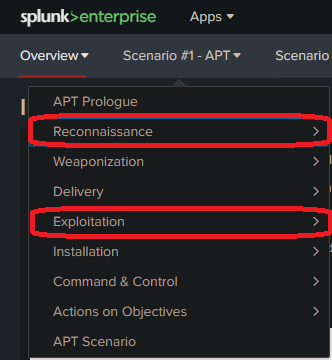 splunk>enterprise Apps
Overview Scenario #1 - APT Scenario
APT Prologue
Reconnaissance
Weaponization
Delivery
Exploitation
Installation
Command & Control
Actions on Objectives
APT Scenario